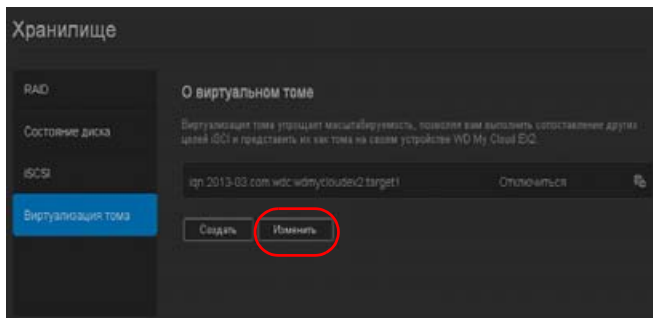 Хранилище
RAID
О виртуальном томе
Состояние диска
Виртуализация тома упрощает масштабируемость, позволяя вам выполнить сопоставление других
целей iSCI и представить их как тома на своем устройстве WD My Cloud EX2.
iSCSI
iqn.2013-03.com.wdc:wdmycloudex2:target1 Отключиться
Виртуализация тома
Создать Изменить